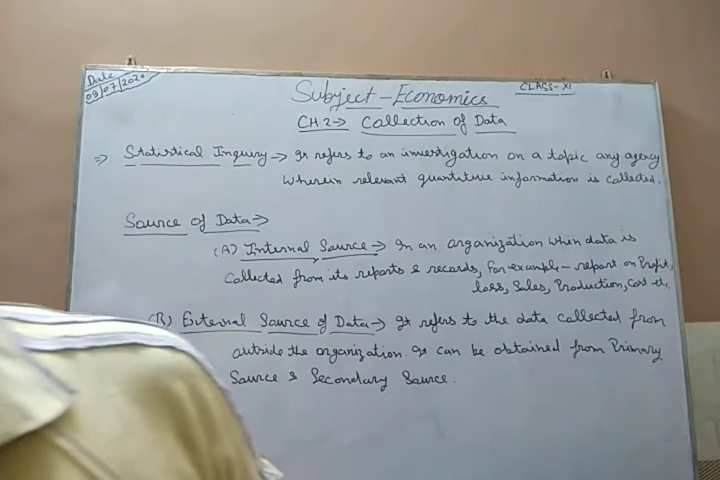 Date
09/07/2020
Subject - Economics
CLASS - XI
CH 2 → Collection of Data
⇒ Statistical Inquiry → It refers to an investigation on a topic any agency
wherein relevant quantitive information is collected.
Source of Data →
(A) Internal Source → In an organization when data is
collected from its reports & records, For example - report on Profit,
loss, Sales, Production, Cost etc.
(B) External Source of Data → It refers to the data collected from
outside the organization. It can be obtained from Primary
Source & Secondary Source.